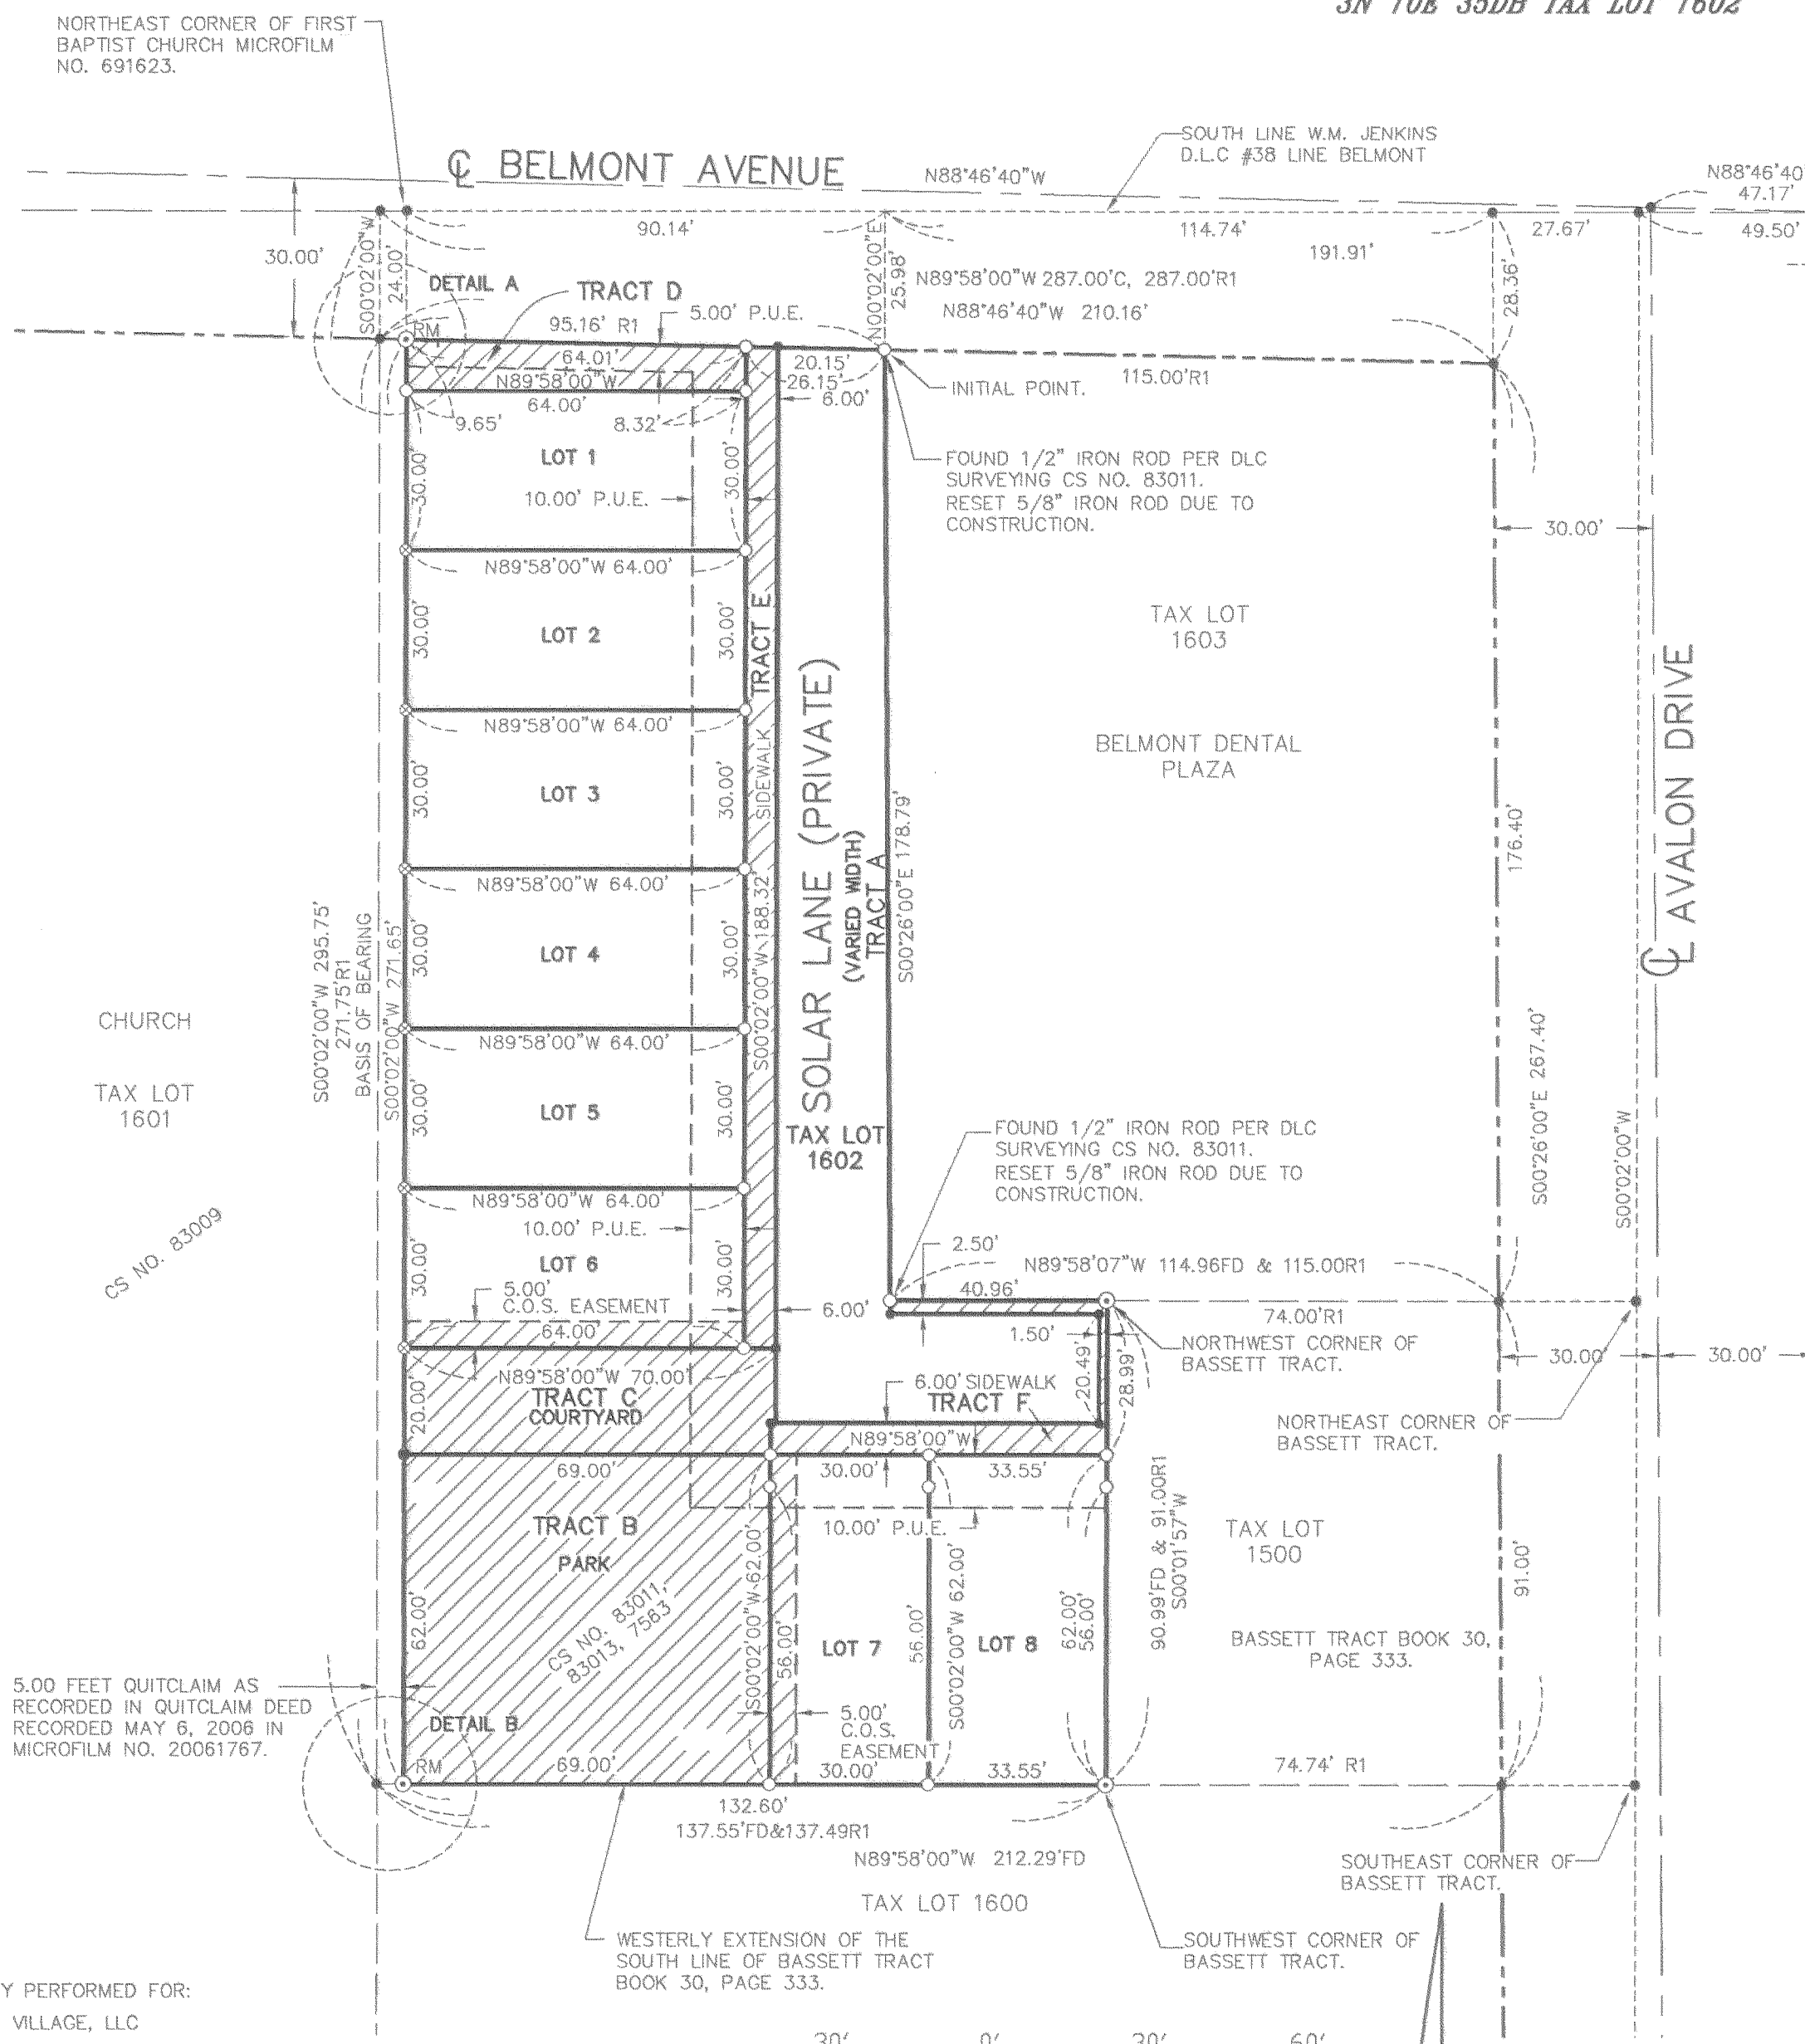 3N 10E 35DB TAX LOT 1602
NORTHEAST CORNER OF FIRST
BAPTIST CHURCH MICROFILM
NO. 691623.
SOUTH LINE W.M. JENKINS
D.L.C #38 LINE BELMONT
℄ BELMONT AVENUE
N88°46'40"W
N88°46'40
47.17'
90.14'
114.74'
27.67'
49.50'
191.91'
30.00'
S00°02'00"W
24.00'
N00°02'00"E
25.98'
28.36'
N89°58'00"W 287.00'C, 287.00'R1
N88°46'40"W 210.16'
DETAIL A
TRACT D
5.00' P.U.E.
RM
95.16' R1
64.01'
N89°58'00"W
64.00'
20.15'
26.15'
6.00'
115.00'R1
INITIAL POINT.
9.65'
8.32'
LOT 1
30.00'
30.00'
10.00' P.U.E.
FOUND 1/2" IRON ROD PER DLC
SURVEYING CS NO. 83011.
RESET 5/8" IRON ROD DUE TO
CONSTRUCTION.
30.00'
N89°58'00"W 64.00'
LOT 2
30.00'
30.00'
TRACT E
TAX LOT
1603
N89°58'00"W 64.00'
BELMONT DENTAL
PLAZA
LOT 3
30.00'
30.00'
SIDEWALK
SOLAR LANE (PRIVATE)
(VARIED WIDTH)
TRACT A
S00°26'00"E 178.79'
176.40'
℄ AVALON DRIVE
N89°58'00"W 64.00'
LOT 4
30.00'
30.00'
S00°02'00"W 188.32'
S00°02'00"W 295.75'
271.75'R1
BASIS OF BEARING
S00°02'00"W 271.65'
CHURCH
TAX LOT
1601
N89°58'00"W 64.00'
LOT 5
30.00'
30.00'
TAX LOT
1602
FOUND 1/2" IRON ROD PER DLC
SURVEYING CS NO. 83011.
RESET 5/8" IRON ROD DUE TO
CONSTRUCTION.
S00°26'00"E 267.40'
S00°02'00"W
CS NO. 83009
N89°58'00"W 64.00'
10.00' P.U.E.
LOT 6
30.00'
30.00'
5.00'
C.O.S. EASEMENT
64.00'
6.00'
2.50'
N89°58'07"W 114.96FD & 115.00R1
40.96'
74.00'R1
1.50'
NORTHWEST CORNER OF
BASSETT TRACT.
30.00'
30.00'
N89°58'00"W 70.00'
TRACT C
COURTYARD
20.00'
6.00' SIDEWALK
TRACT F
20.49'
28.99'
NORTHEAST CORNER OF
BASSETT TRACT.
N89°58'00"W
69.00'
30.00'
33.55'
10.00' P.U.E.
TRACT B
PARK
CS NO. 83011,
83013, 7563
62.00'
S00°02'00"W 62.00'
56.00'
LOT 7
56.00'
S00°02'00"W 62.00'
LOT 8
62.00'
56.00'
90.99'FD & 91.00R1
S00°01'57"W
TAX LOT
1500
91.00'
BASSETT TRACT BOOK 30,
PAGE 333.
5.00 FEET QUITCLAIM AS
RECORDED IN QUITCLAIM DEED
RECORDED MAY 6, 2006 IN
MICROFILM NO. 20061767.
DETAIL B
RM
5.00'
C.O.S.
EASEMENT
69.00'
30.00'
33.55'
74.74' R1
132.60'
137.55'FD&137.49R1
N89°58'00"W 212.29'FD
TAX LOT 1600
SOUTHEAST CORNER OF
BASSETT TRACT.
WESTERLY EXTENSION OF THE
SOUTH LINE OF BASSETT TRACT
BOOK 30, PAGE 333.
SOUTHWEST CORNER OF
BASSETT TRACT.
Y PERFORMED FOR:
VILLAGE, LLC
30'
0'
30'
60'